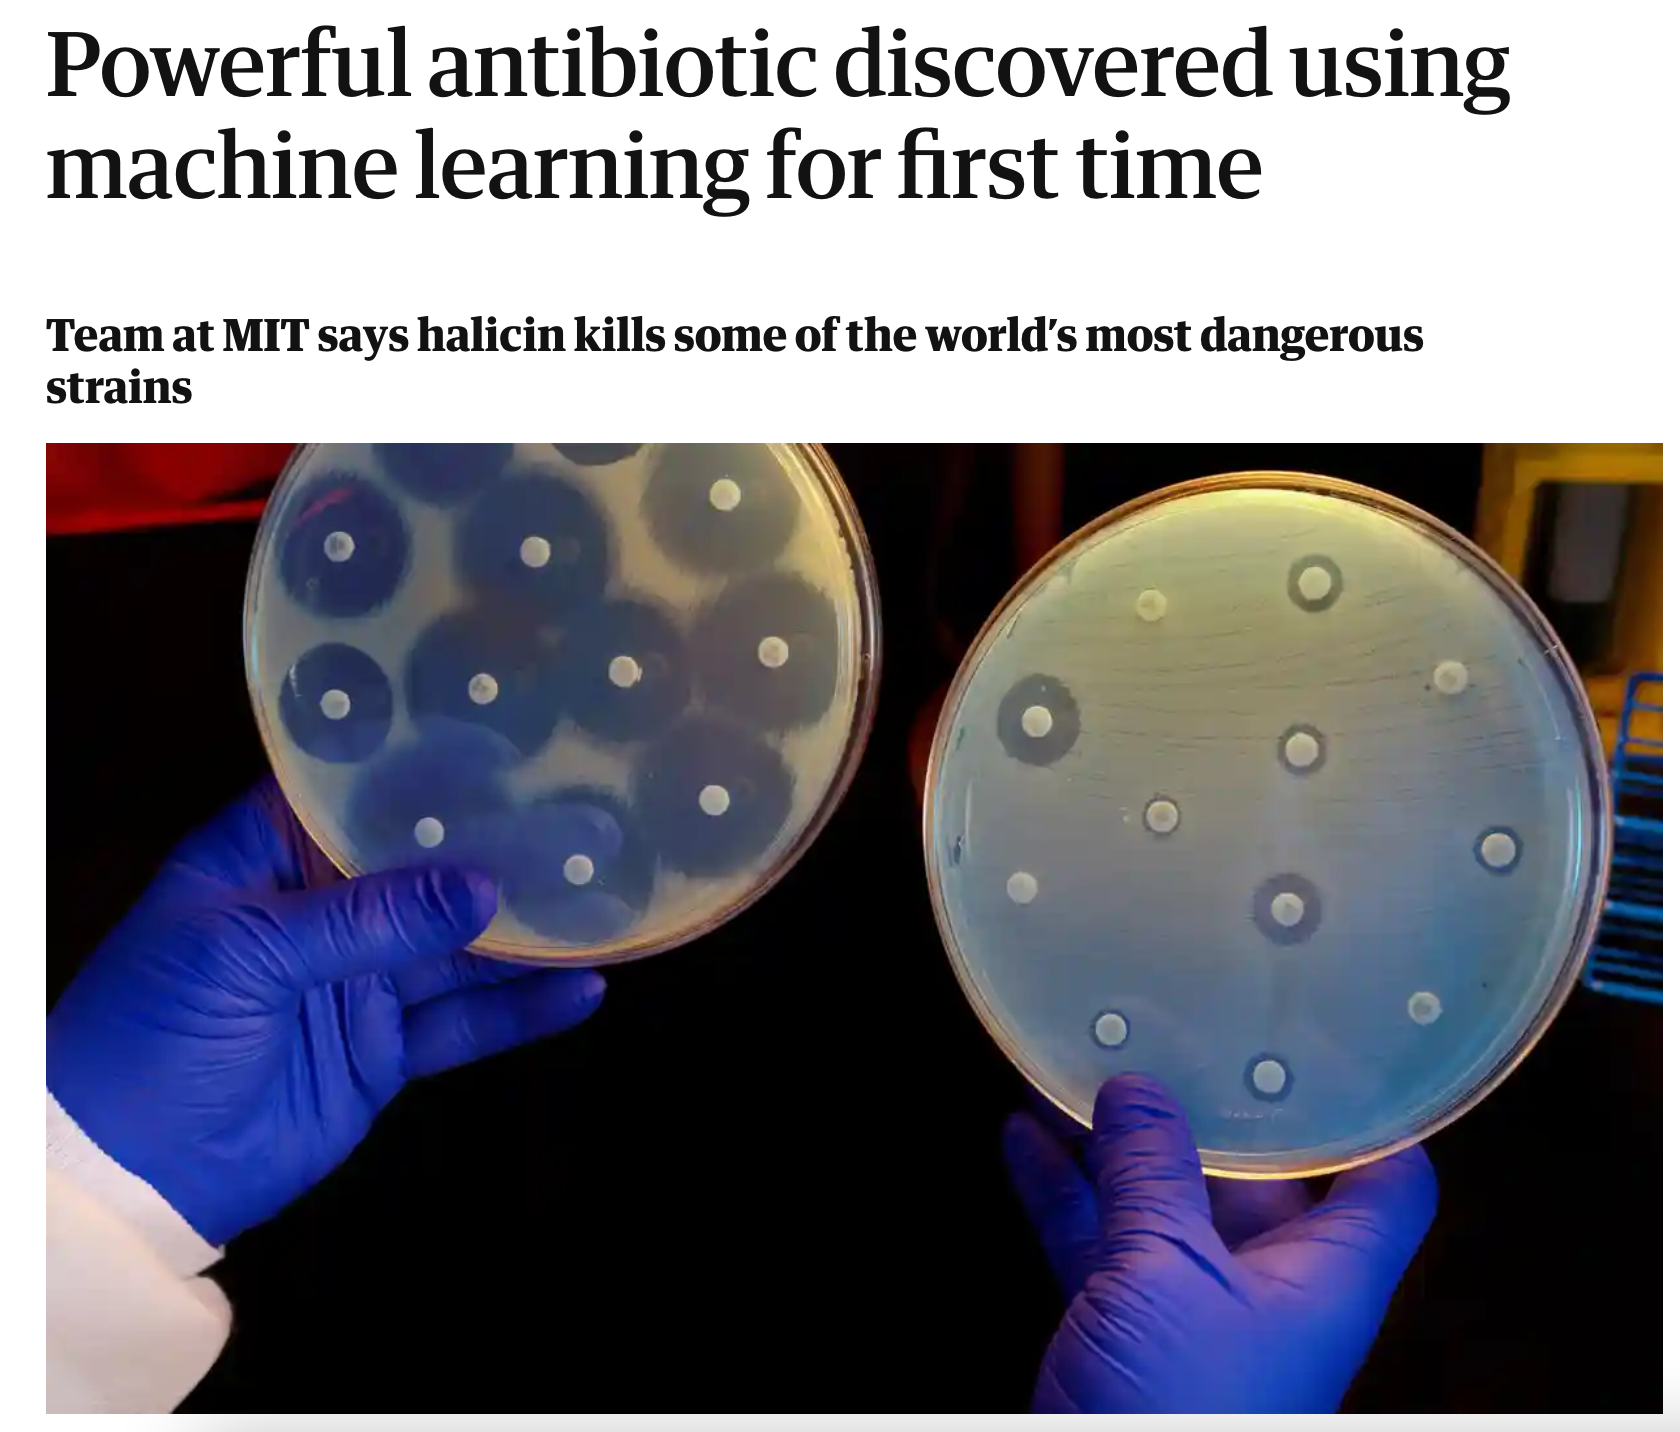 Powerful antibiotic discovered using
machine learning for first time
Team at MIT says halicin kills some of the world’s most dangerous
strains